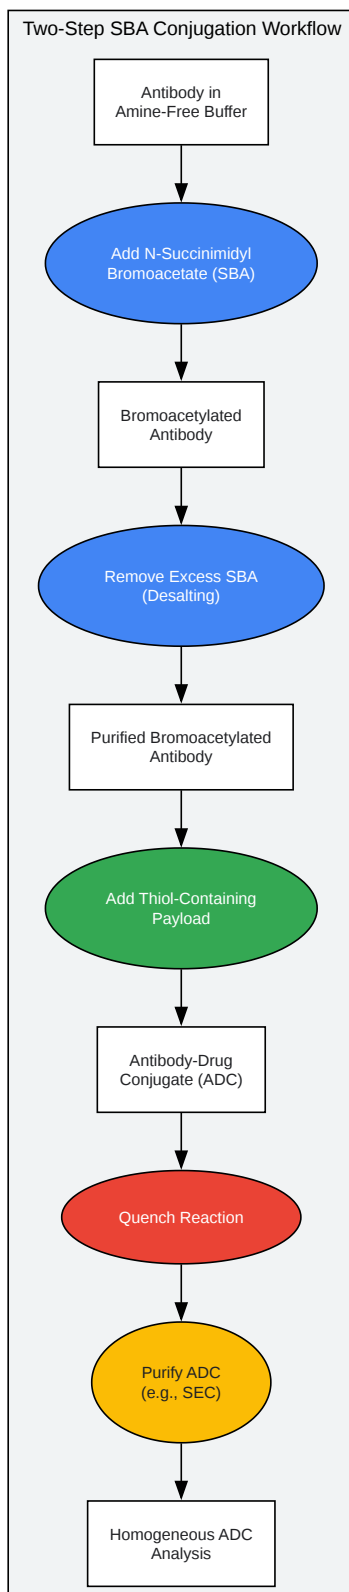 Two-Step SBA Conjugation Workflow
Antibody in
Amine-Free Buffer
Add N-Succinimidyl
Bromoacetate (SBA)
Bromoacetylated
Antibody
Remove Excess SBA
(Desalting)
Purified Bromoacetylated
Antibody
Add Thiol-Containing
Payload
Antibody-Drug
Conjugate (ADC)
Quench Reaction
Purify ADC
(e.g., SEC)
Homogeneous ADC
Analysis